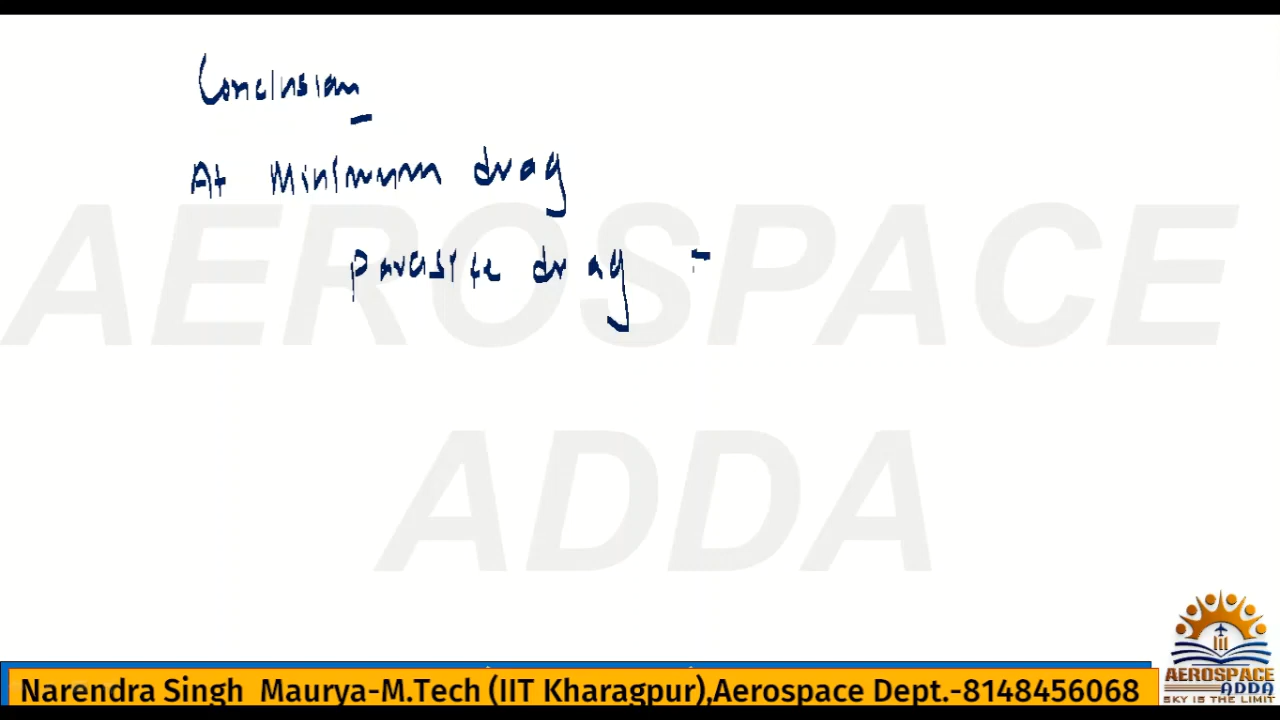 Conclusion
At Minimum drag
parasite drag =
AEROSPACE
ADDA
Narendra Singh Maurya-M.Tech (IIT Kharagpur),Aerospace Dept.-8148456068
AEROSPACE
ADDA
SKY IS THE LIMIT